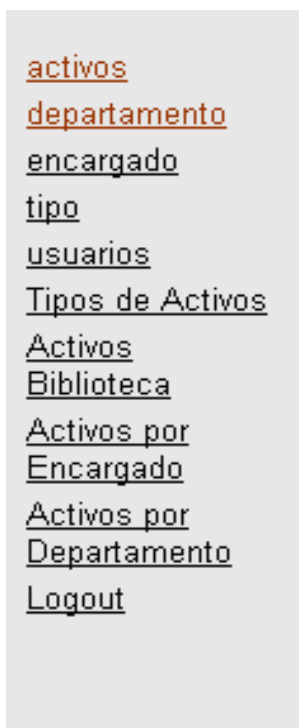 activos
departamento
encargado
tipo
usuarios
Tipos de Activos
Activos
Biblioteca
Activos por
Encargado
Activos por
Departamento
Logout